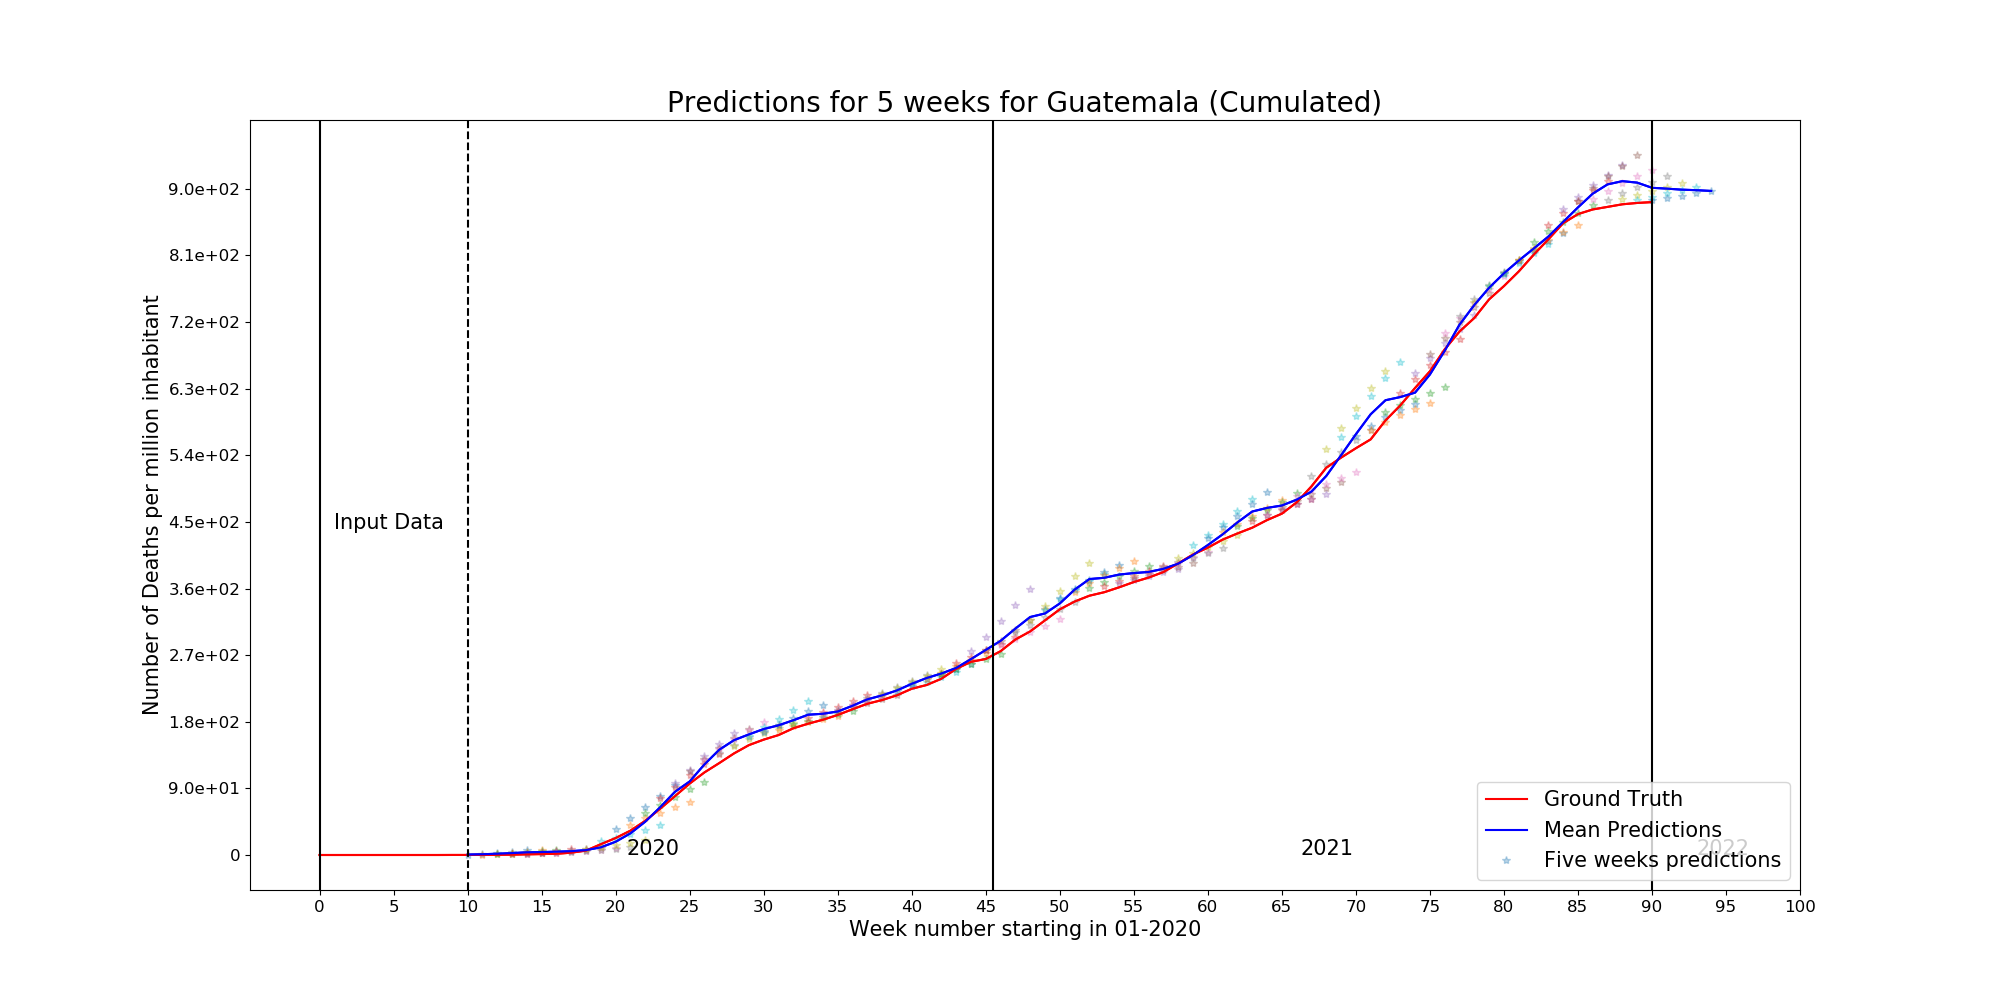 Predictions for 5 weeks for Guatemala (Cumulated)
Number of Deaths per million inhabitant
9.0e+02
8.1e+02
7.2e+02
6.3e+02
5.4e+02
4.5e+02
3.6e+02
2.7e+02
1.8e+02
9.0e+01
0
Input Data
2020
2021
2022
Ground Truth
Mean Predictions
Five weeks predictions
0 5 10 15 20 25 30 35 40 45 50 55 60 65 70 75 80 85 90 95 100
Week number starting in 01-2020